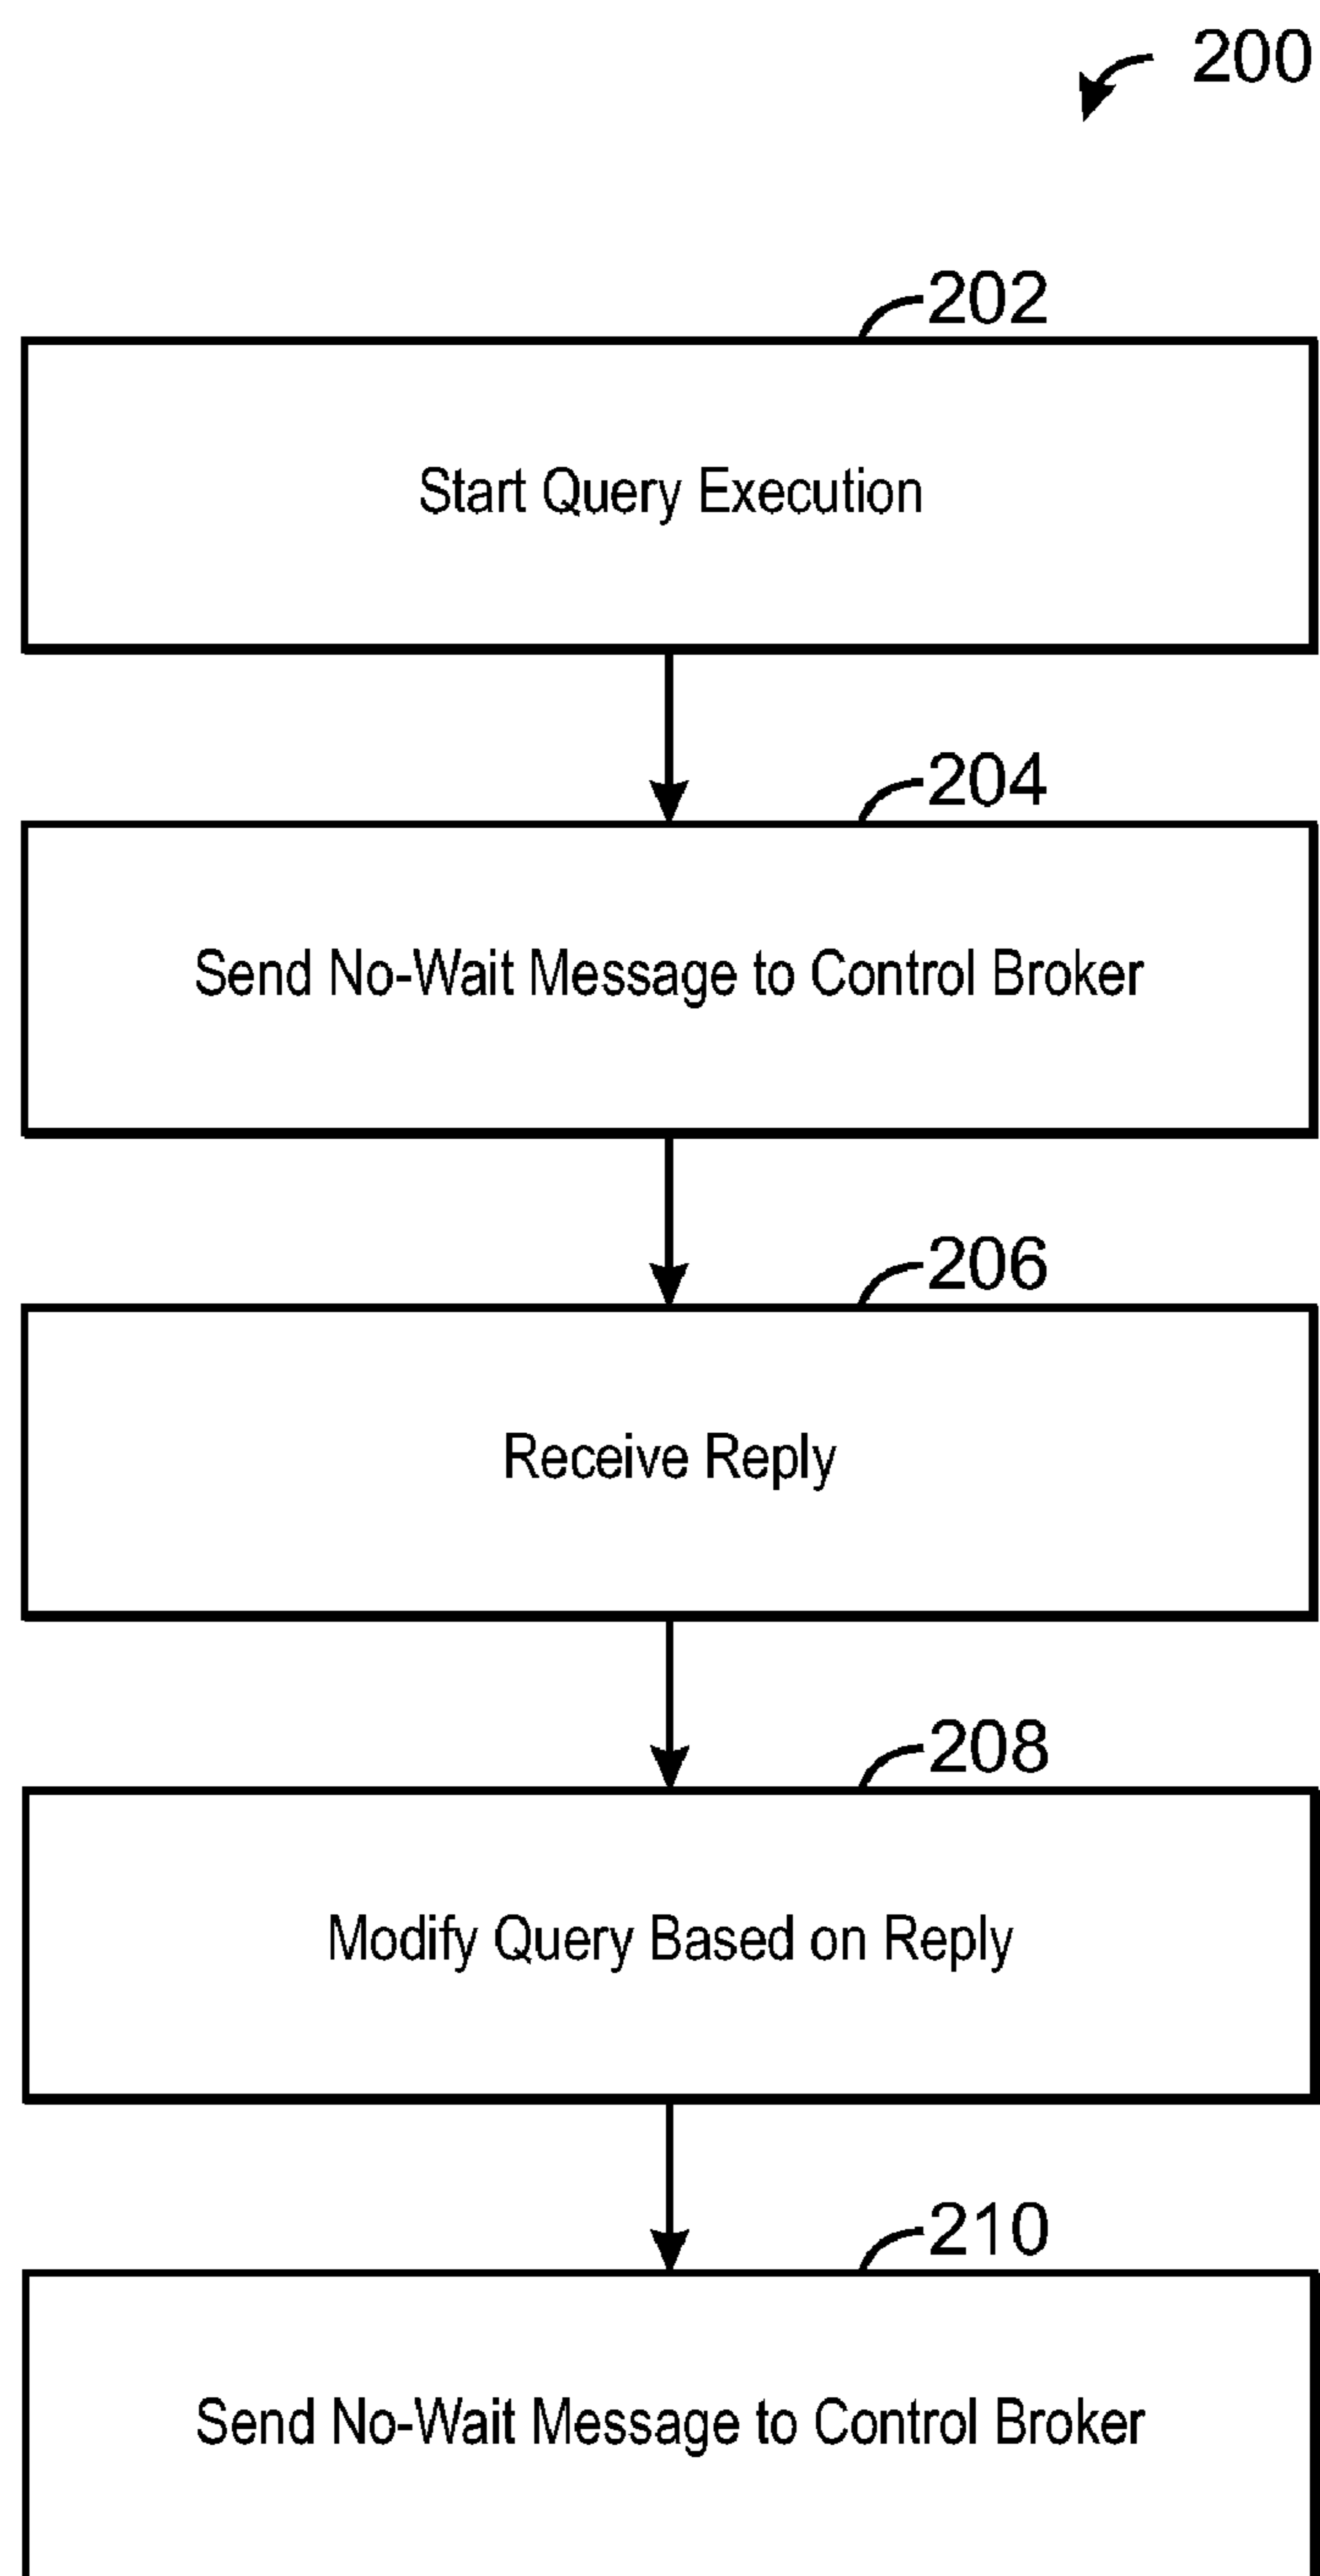 200
202
Start Query Execution
204
Send No-Wait Message to Control Broker
206
Receive Reply
208
Modify Query Based on Reply
210
Send No-Wait Message to Control Broker